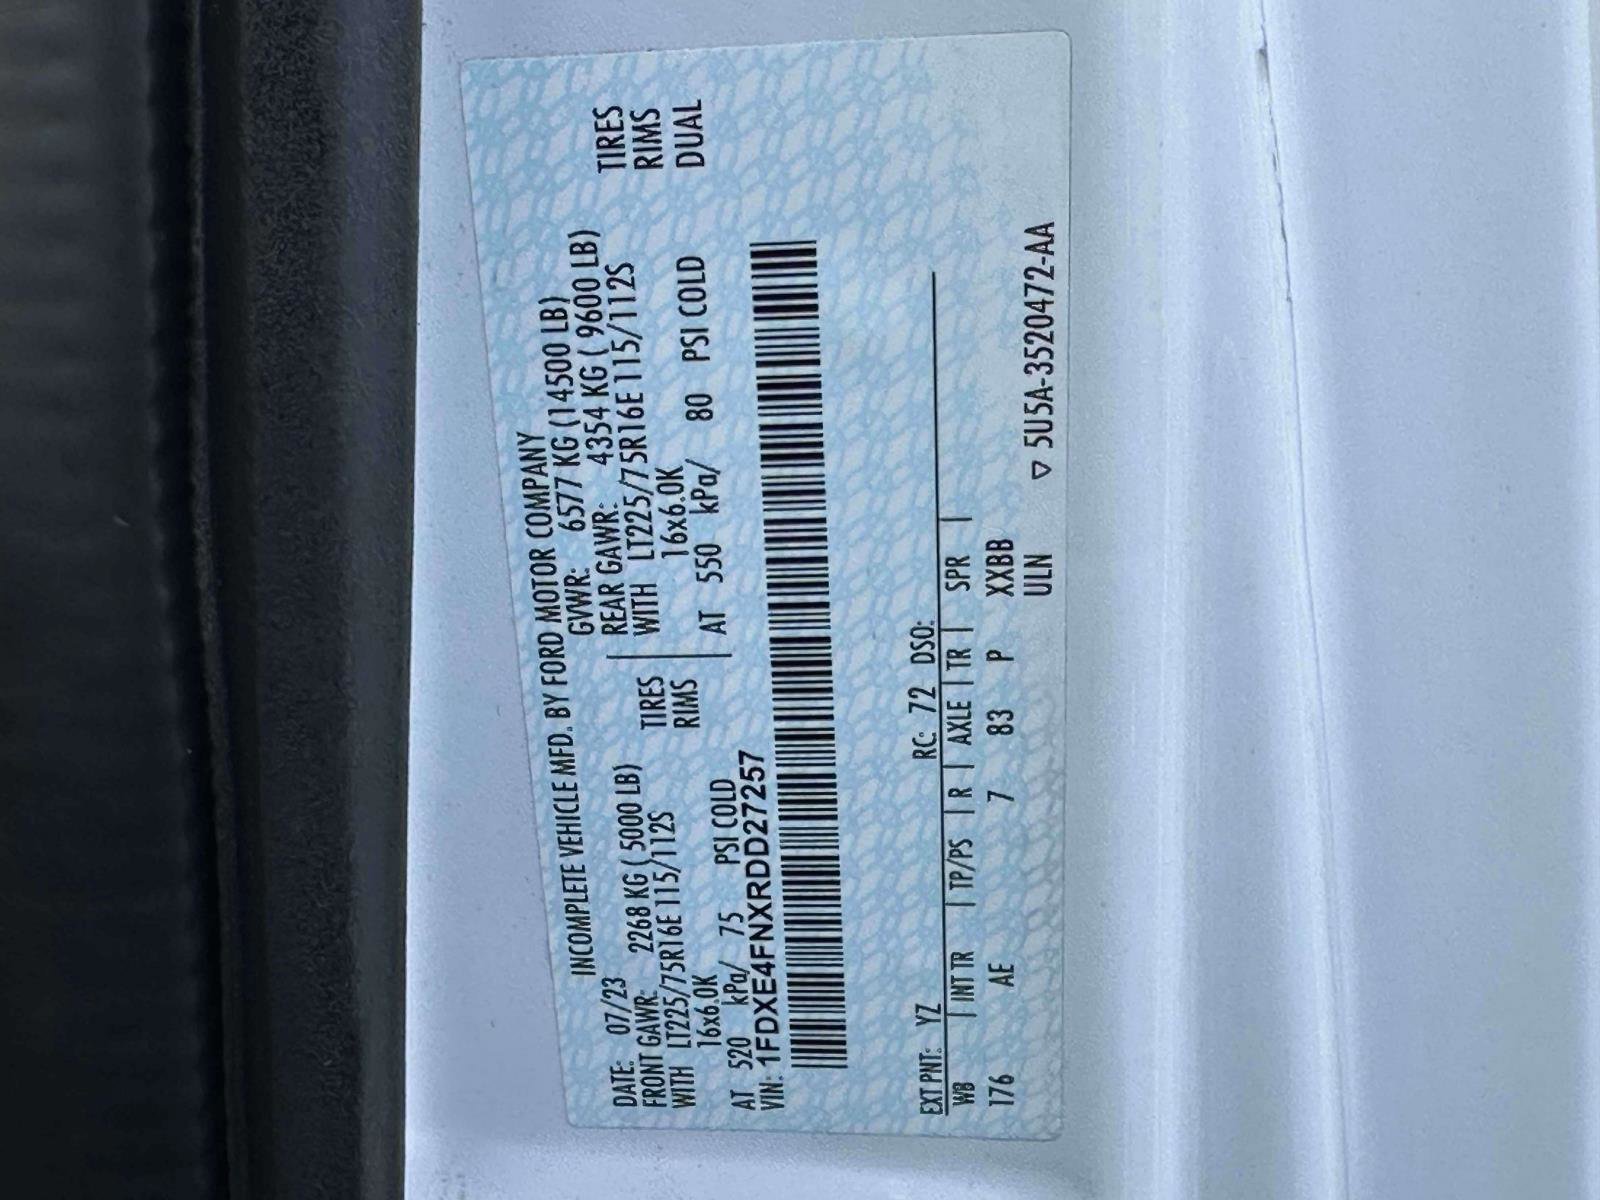 INCOMPLETE VEHICLE MFD. BY FORD MOTOR COMPANY
DATE: 07/23 GVWR: 6577 KG (14500 LB)
FRONT GAWR: 2268 KG ( 5000 LB) REAR GAWR: 4354 KG ( 9600 LB)
WITH LT225/75R16E 115/112S TIRES WITH LT225/75R16E 115/112S TIRES
16x6.0K RIMS 16x6.0K RIMS
AT 520 kPa/ 75 PSI COLD AT 550 kPa/ 80 PSI COLD DUAL
VIN: 1FDXE4FNXRDD27257
EXT PNT: YZ RC: 72 DSO:
WB | INT TR | TP/PS | R | AXLE | TR | SPR |
176 AE 7 83 P XXBB
ULN ▽ 5U5A-3520472-AA